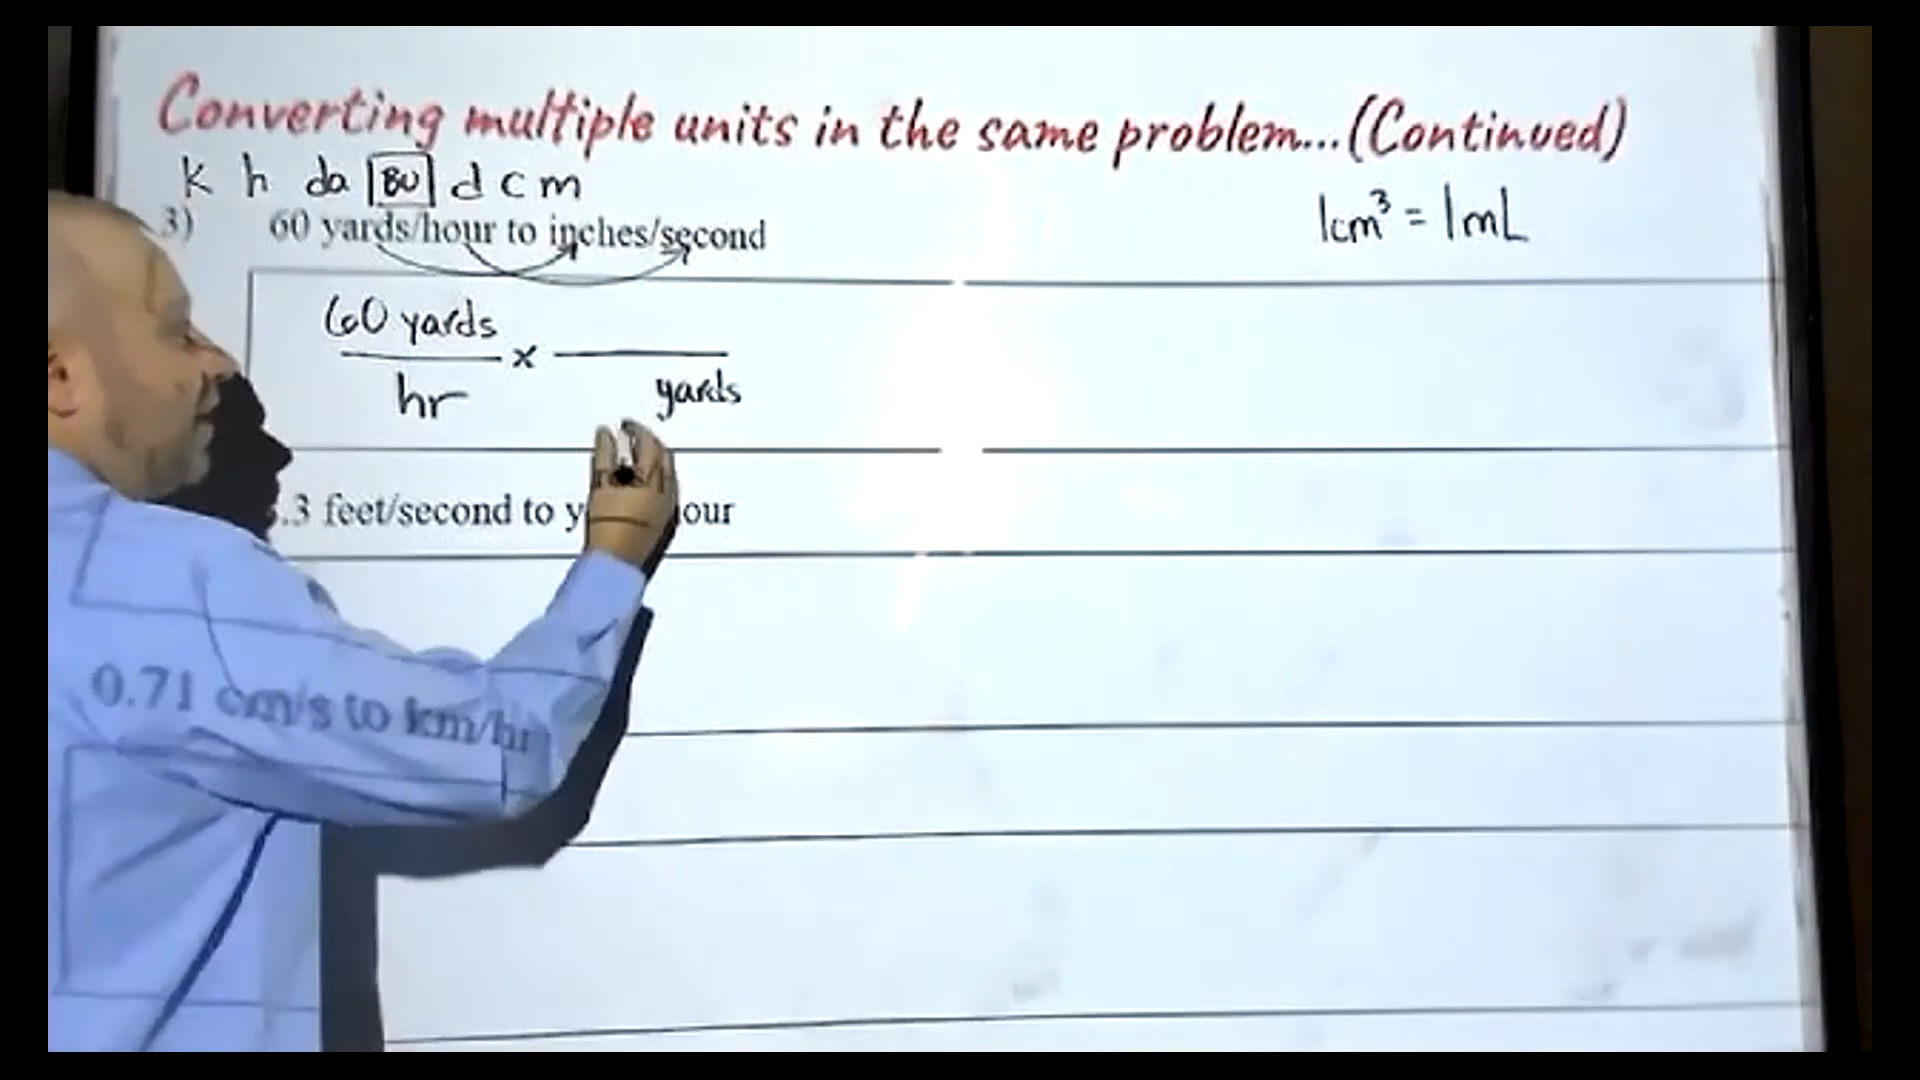 Converting multiple units in the same problem...(Continued)
k h da BU d c m
1cm³ = 1mL
3) 60 yards/hour to inches/second
60 yards
x
hr yards
.3 feet/second to
0.71 cm/s to km/hr